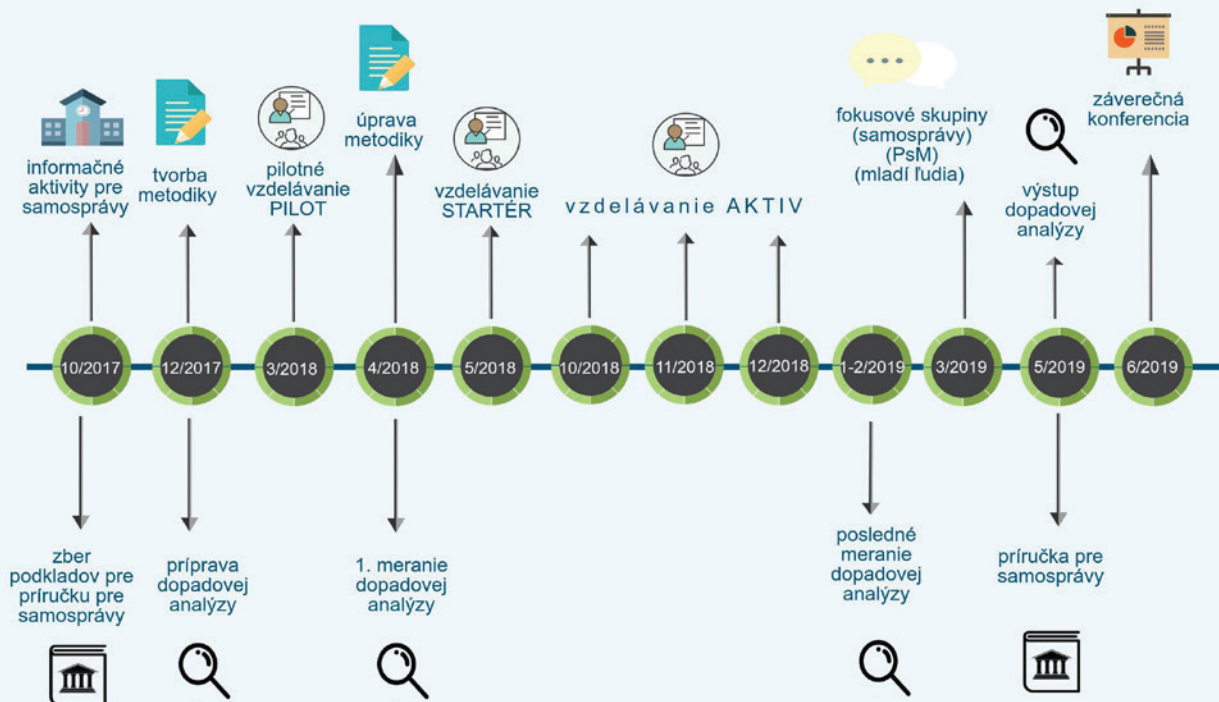 informačné
aktivity pre
samosprávy
tvorba
metodiky
pilotné
vzdelávanie
PILOT
úprava
metodiky
vzdelávanie
STARTÉR
vzdelávanie AKTIV
fokusové skupiny
(samosprávy)
(PsM)
(mladí ľudia)
výstup
dopadovej
analýzy
záverečná
konferencia
10/2017
12/2017
3/2018
4/2018
5/2018
10/2018
11/2018
12/2018
1-2/2019
3/2019
5/2019
6/2019
zber
podkladov pre
príručku pre
samosprávy
príprava
dopadovej
analýzy
1. meranie
dopadovej
analýzy
posledné
meranie
dopadovej
analýzy
príručka pre
samosprávy